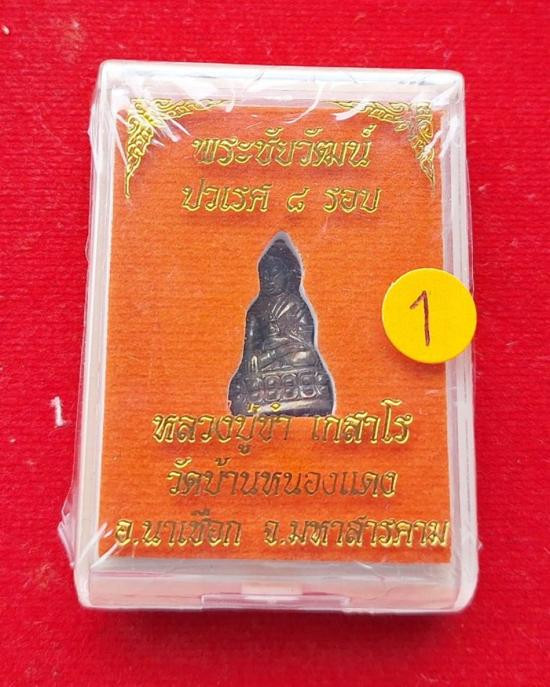 พระชัยวัฒน์
ปวเรศ ๘ รอบ
1
หลวงปู่ขำ เกสาโร
วัดบ้านหนองแดง
อ.นาเชือก จ.มหาสารคาม